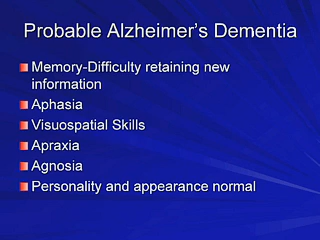 Probable Alzheimer's Dementia
Memory-Difficulty retaining new
information
Aphasia
Visuospatial Skills
Apraxia
Agnosia
Personality and appearance normal